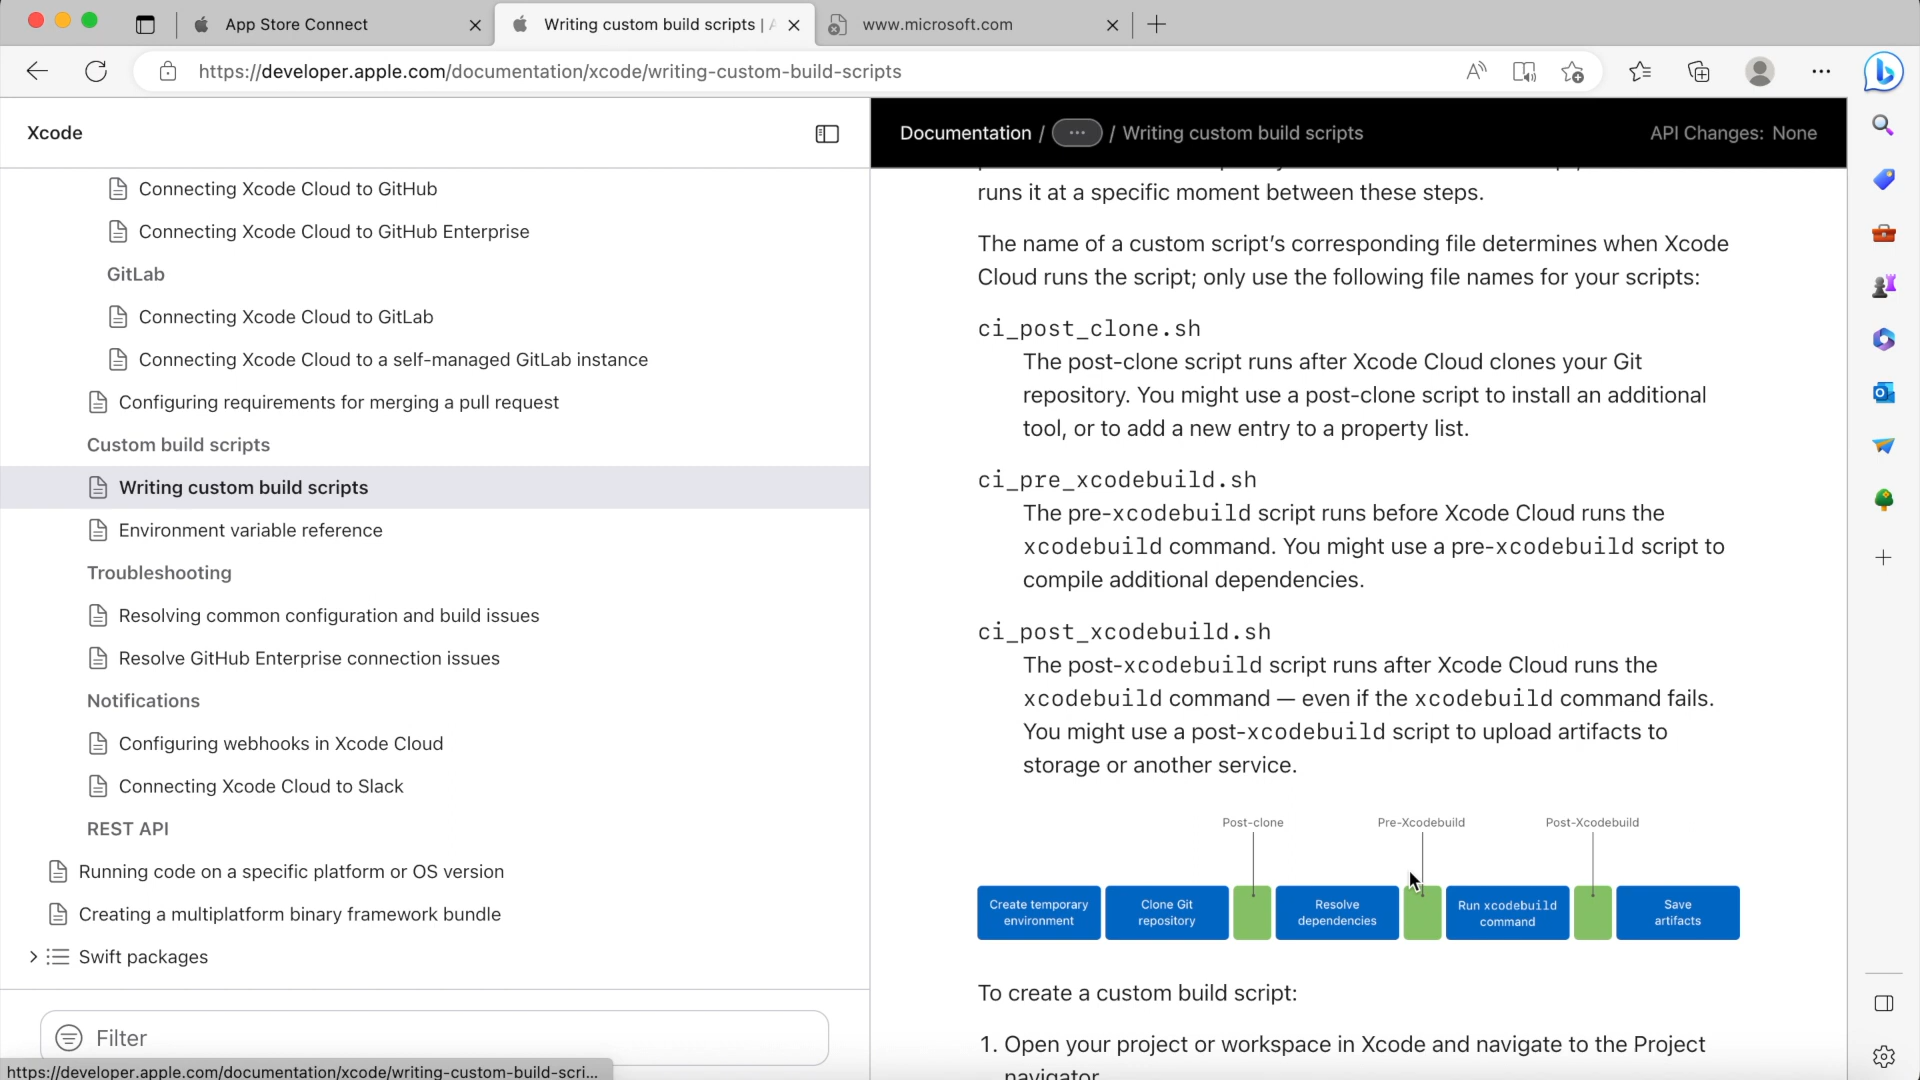 App Store Connect
Writing custom build scripts |
www.microsoft.com
https://developer.apple.com/documentation/xcode/writing-custom-build-scripts
Xcode
Connecting Xcode Cloud to GitHub
Connecting Xcode Cloud to GitHub Enterprise
GitLab
Connecting Xcode Cloud to GitLab
Connecting Xcode Cloud to a self-managed GitLab instance
Configuring requirements for merging a pull request
Custom build scripts
Writing custom build scripts
Environment variable reference
Troubleshooting
Resolving common configuration and build issues
Resolve GitHub Enterprise connection issues
Notifications
Configuring webhooks in Xcode Cloud
Connecting Xcode Cloud to Slack
REST API
Running code on a specific platform or OS version
Creating a multiplatform binary framework bundle
Swift packages
Filter
https://developer.apple.com/documentation/xcode/writing-custom-build-scri...
Documentation / ... / Writing custom build scripts
API Changes: None
runs it at a specific moment between these steps.
The name of a custom script’s corresponding file determines when Xcode
Cloud runs the script; only use the following file names for your scripts:
ci_post_clone.sh
The post-clone script runs after Xcode Cloud clones your Git
repository. You might use a post-clone script to install an additional
tool, or to add a new entry to a property list.
ci_pre_xcodebuild.sh
The pre-xcodebuild script runs before Xcode Cloud runs the
xcodebuild command. You might use a pre-xcodebuild script to
compile additional dependencies.
ci_post_xcodebuild.sh
The post-xcodebuild script runs after Xcode Cloud runs the
xcodebuild command — even if the xcodebuild command fails.
You might use a post-xcodebuild script to upload artifacts to
storage or another service.
Post-clone
Pre-Xcodebuild
Post-Xcodebuild
Create temporary
environment
Clone Git
repository
Resolve
dependencies
Run xcodebuild
command
Save
artifacts
To create a custom build script:
1. Open your project or workspace in Xcode and navigate to the Project
navigator